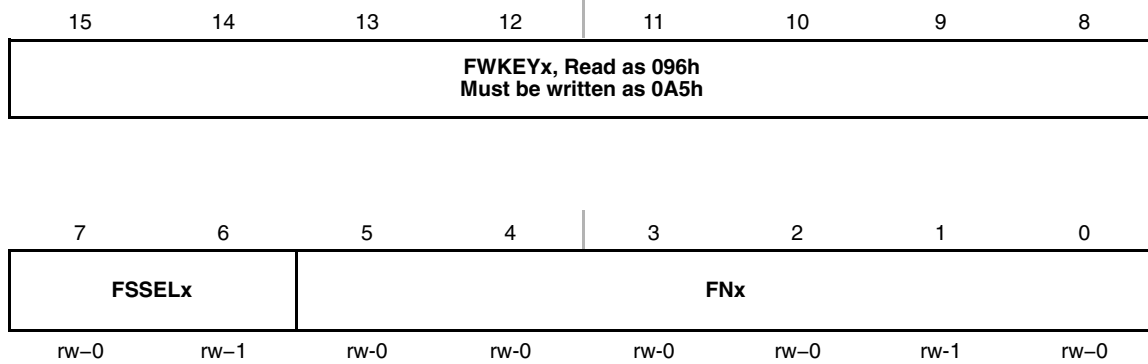 15 14 13 12 11 10 9 8
FWKEYx, Read as 096h
Must be written as 0A5h
7 6 5 4 3 2 1 0
FSSELx FNx
rw−0 rw−1 rw-0 rw-0 rw-0 rw−0 rw-1 rw−0